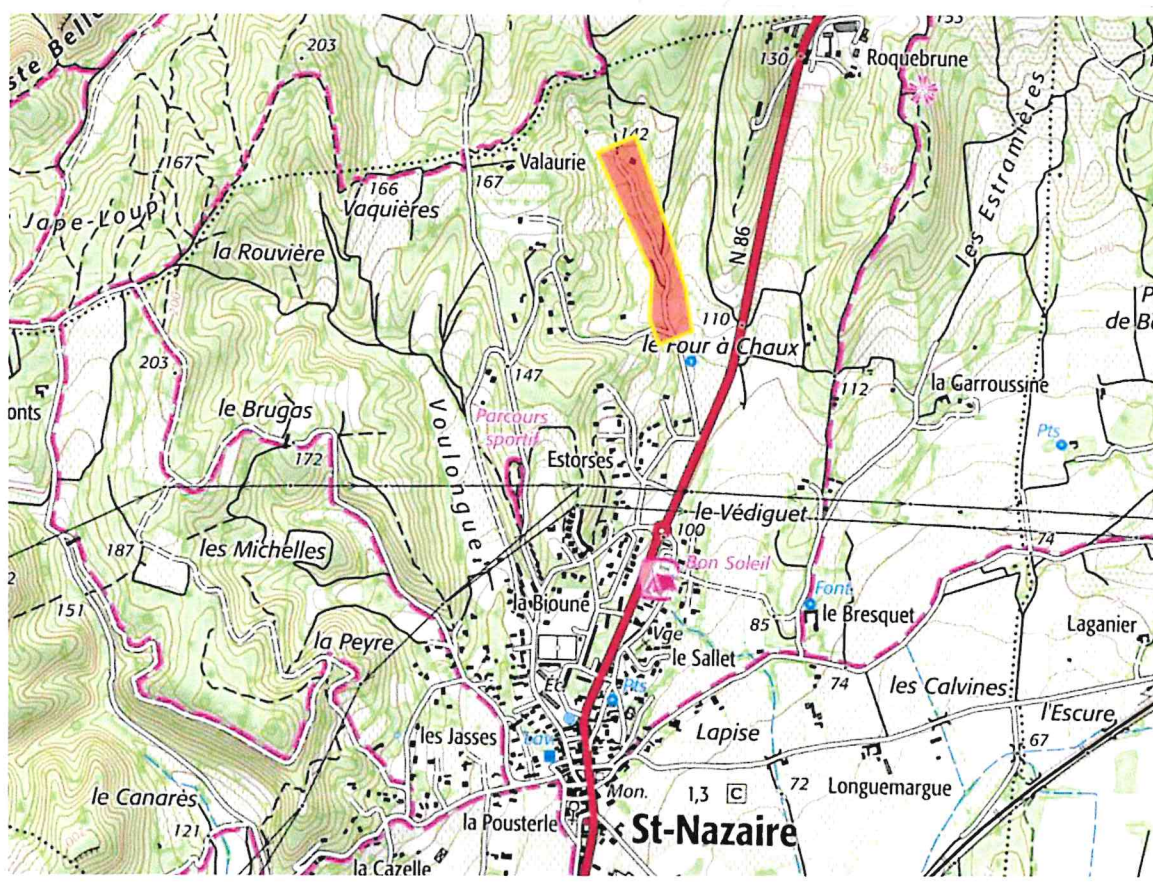 203
130
Roquebrune
142
Valaurie
167
167
166
Vaquières
Jape-Loup
la Rouvière
N 86
les Estramières
110
le Four à Chaux
147
203
112
la Garroussine
onts
le Brugas
Voulongue
Parcours
sportif
Pts
172
Estorses
le Védiguet
100
74
les Michelles
187
Bon Soleil
151
la Bioune
Font
le Bresquet
85
Vge
Laganier
la Peyre
le Sallet
74
Pts
les Calvines
l'Escure
les Jasses
Lapise
67
Lav
le Canarès
Mon.
1,3 C
72
Longuemargue
121
la Pousterle
St-Nazaire
la Cazelle